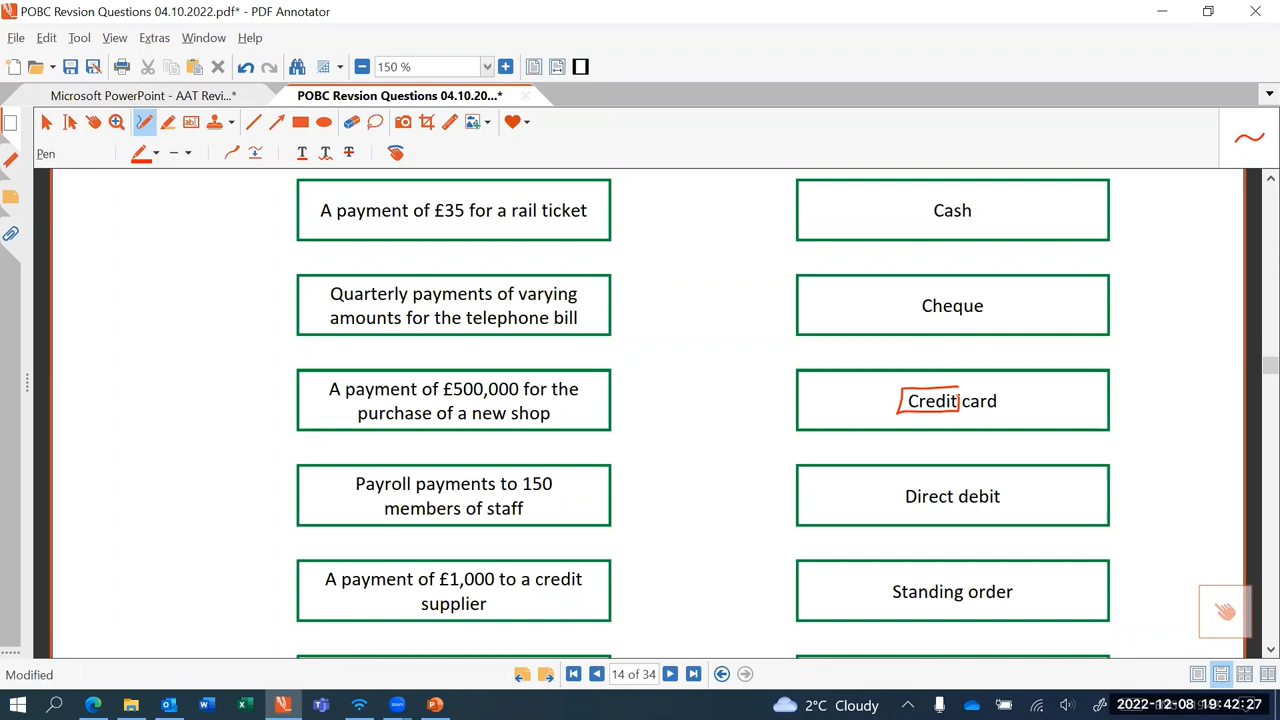 POBC Revsion Questions 04.10.2022.pdf* - PDF Annotator
File Edit Tool View Extras Window Help
150 %
Microsoft PowerPoint - AAT Revi...*
POBC Revsion Questions 04.10.20...*
Pen
A payment of £35 for a rail ticket
Cash
Quarterly payments of varying
amounts for the telephone bill
Cheque
A payment of £500,000 for the
purchase of a new shop
Credit card
Payroll payments to 150
members of staff
Direct debit
A payment of £1,000 to a credit
supplier
Standing order
Modified
14 of 34
2°C Cloudy
2022-12-08 19:42:27